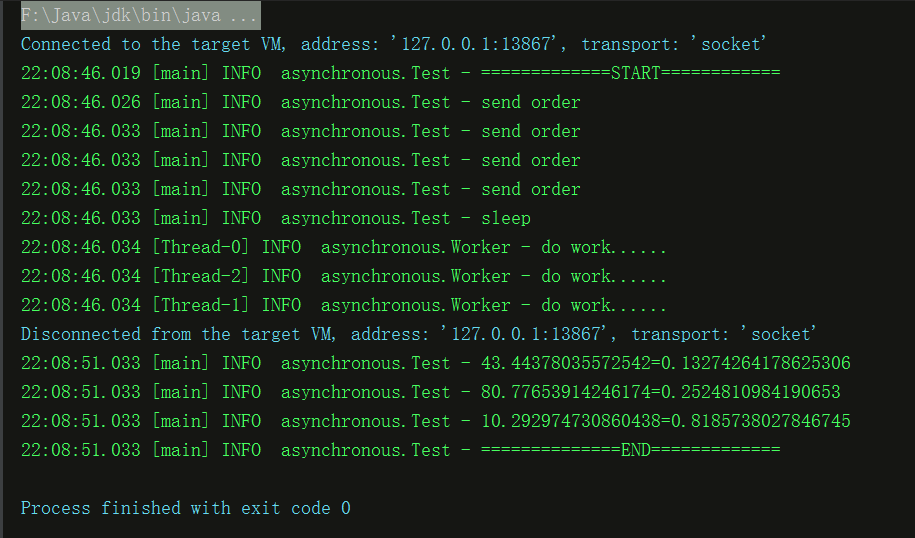 F:\Java\jdk\bin\java ...
Connected to the target VM, address: '127.0.0.1:13867', transport: 'socket'
22:08:46.019 [main] INFO  asynchronous.Test - =============START============
22:08:46.026 [main] INFO  asynchronous.Test - send order
22:08:46.033 [main] INFO  asynchronous.Test - send order
22:08:46.033 [main] INFO  asynchronous.Test - send order
22:08:46.033 [main] INFO  asynchronous.Test - send order
22:08:46.033 [main] INFO  asynchronous.Test - sleep
22:08:46.034 [Thread-0] INFO  asynchronous.Worker - do work......
22:08:46.034 [Thread-2] INFO  asynchronous.Worker - do work......
22:08:46.034 [Thread-1] INFO  asynchronous.Worker - do work......
Disconnected from the target VM, address: '127.0.0.1:13867', transport: 'socket'
22:08:51.033 [main] INFO  asynchronous.Test - 43.44378035572542=0.13274264178625306
22:08:51.033 [main] INFO  asynchronous.Test - 80.77653914246174=0.2524810984190653
22:08:51.033 [main] INFO  asynchronous.Test - 10.292974730860438=0.8185738027846745
22:08:51.033 [main] INFO  asynchronous.Test - ==============END=============
Process finished with exit code 0